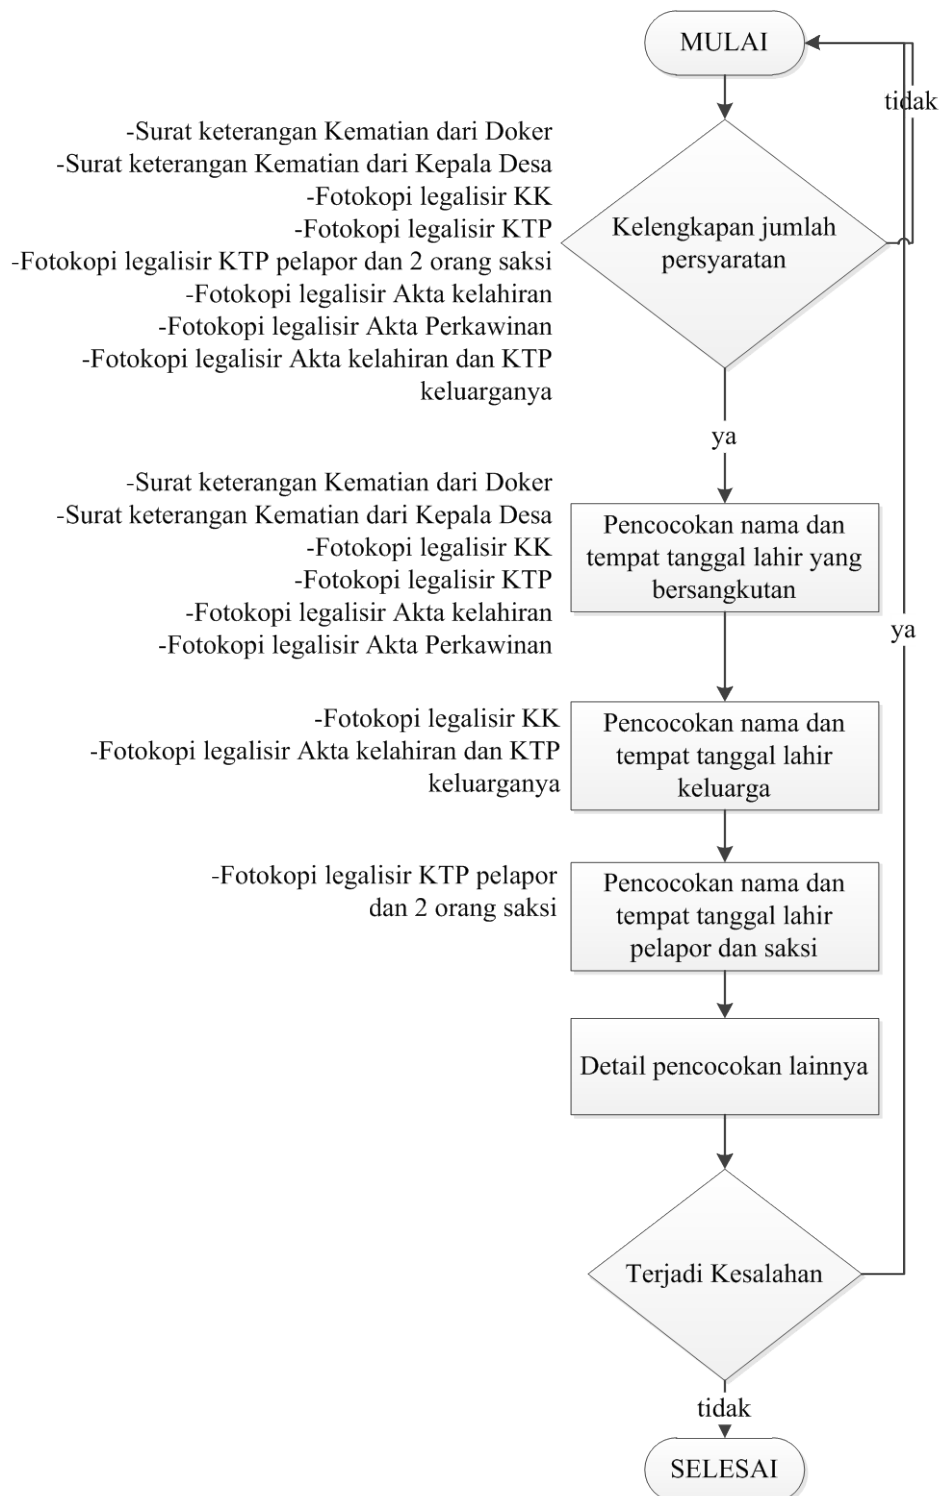 MULAI
tidak
-Surat keterangan Kematian dari Doker
-Surat keterangan Kematian dari Kepala Desa
-Fotokopi legalisir KK
-Fotokopi legalisir KTP
-Fotokopi legalisir KTP pelapor dan 2 orang saksi
-Fotokopi legalisir Akta kelahiran
-Fotokopi legalisir Akta Perkawinan
-Fotokopi legalisir Akta kelahiran dan KTP
keluarganya
Kelengkapan jumlah
persyaratan
ya
-Surat keterangan Kematian dari Doker
-Surat keterangan Kematian dari Kepala Desa
-Fotokopi legalisir KK
-Fotokopi legalisir KTP
-Fotokopi legalisir Akta kelahiran
-Fotokopi legalisir Akta Perkawinan
Pencocokan nama dan
tempat tanggal lahir yang
bersangkutan
ya
-Fotokopi legalisir KK
-Fotokopi legalisir Akta kelahiran dan KTP
keluarganya
Pencocokan nama dan
tempat tanggal lahir
keluarga
-Fotokopi legalisir KTP pelapor
dan 2 orang saksi
Pencocokan nama dan
tempat tanggal lahir
pelapor dan saksi
Detail pencocokan lainnya
Terjadi Kesalahan
tidak
SELESAI